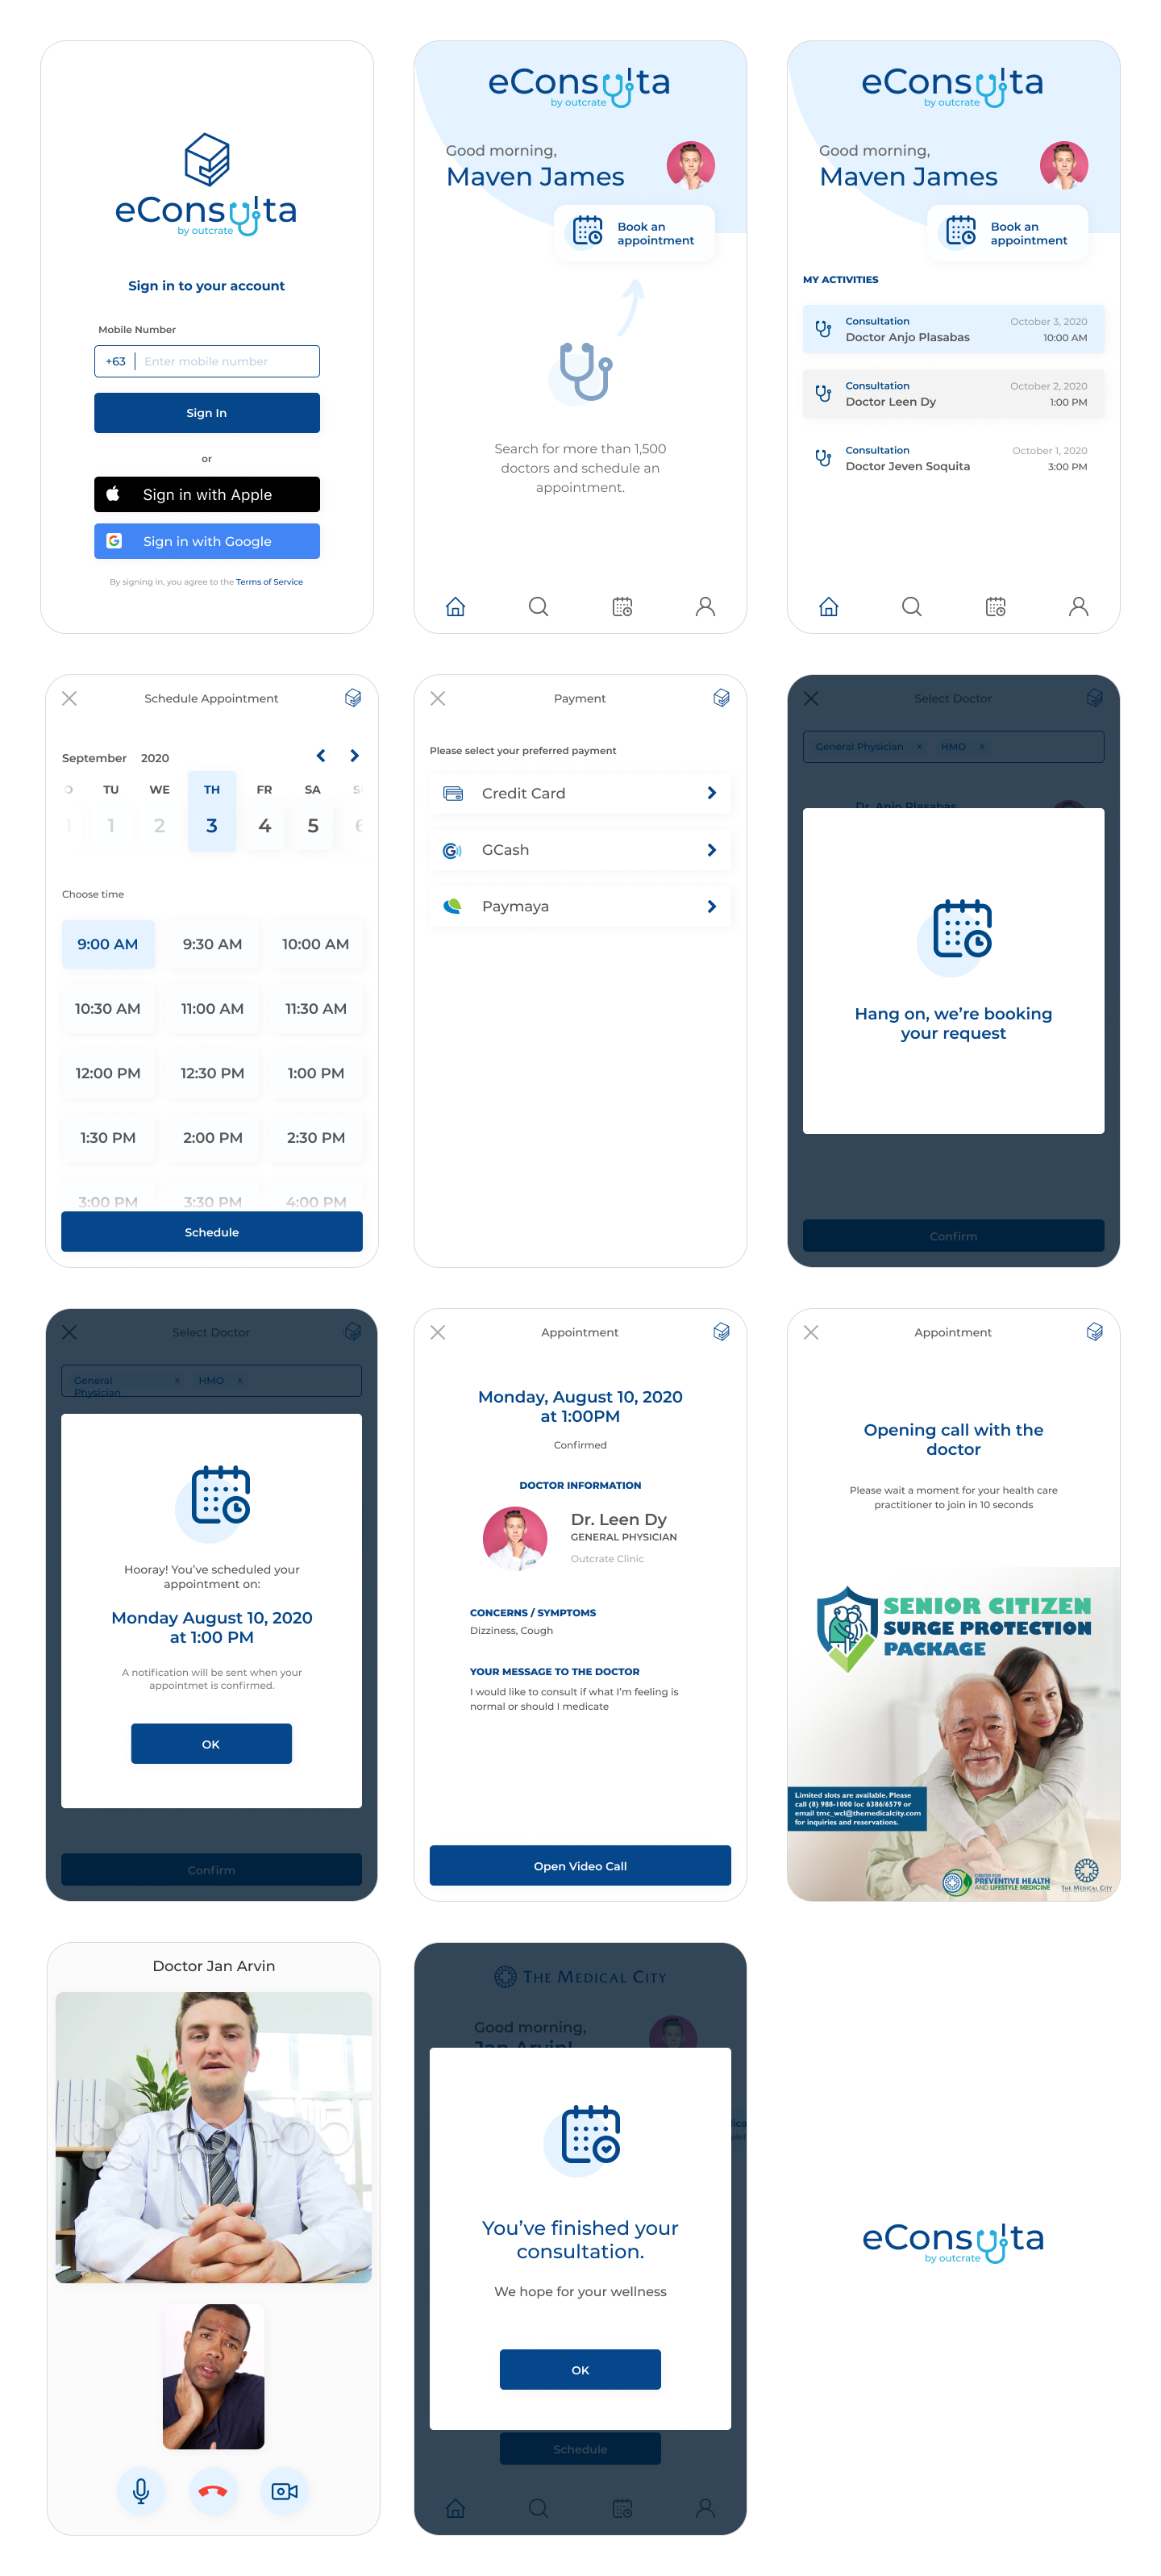 eConsulta
by outcrate
Sign in to your account
Mobile Number
+63 Enter mobile number
Sign In
or
Sign in with Apple
Sign in with Google
By signing in, you agree to the Terms of Service
eConsulta
by outcrate
Good morning,
Maven James
Book an
appointment
Search for more than 1,500
doctors and schedule an
appointment.
eConsulta
by outcrate
Good morning,
Maven James
Book an
appointment
MY ACTIVITIES
Consultation October 3, 2020
Doctor Anjo Plasabas 10:00 AM
Consultation October 2, 2020
Doctor Leen Dy 1:00 PM
Consultation October 1, 2020
Doctor Jeven Soquita 3:00 PM
Schedule Appointment
September 2020
TU WE TH FR SA
1 1 2 3 4 5 6
Choose time
9:00 AM 9:30 AM 10:00 AM
10:30 AM 11:00 AM 11:30 AM
12:00 PM 12:30 PM 1:00 PM
1:30 PM 2:00 PM 2:30 PM
3:00 PM 3:30 PM 4:00 PM
Schedule
Payment
Please select your preferred payment
Credit Card
GCash
Paymaya
Select Doctor
General Physician x HMO x
Dr. Anjo Plasabas
Hang on, we're booking
your request
Confirm
Select Doctor
General x HMO x
Physician
Hooray! You've scheduled your
appointment on:
Monday August 10, 2020
at 1:00 PM
A notification will be sent when your
appointmet is confirmed.
OK
Confirm
Appointment
Monday, August 10, 2020
at 1:00PM
Confirmed
DOCTOR INFORMATION
Dr. Leen Dy
GENERAL PHYSICIAN
Outcrate Clinic
CONCERNS / SYMPTOMS
Dizziness, Cough
YOUR MESSAGE TO THE DOCTOR
I would like to consult if what I'm feeling is
normal or should I medicate
Open Video Call
Appointment
Opening call with the
doctor
Please wait a moment for your health care
practitioner to join in 10 seconds
SENIOR CITIZEN
SURGE PROTECTION
PACKAGE
Limited slots are available. Please
call (8) 988-1000 loc 6386/6579 or
email tmc_wcl@themedicalcity.com
for inquiries and reservations.
CENTER FOR
PREVENTIVE HEALTH
AND LIFESTYLE MEDICINE
THE MEDICAL CITY
Doctor Jan Arvin
THE MEDICAL CITY
Good morning,
Jan Arvin!
You've finished your
consultation.
We hope for your wellness
OK
Schedule
eConsulta
by outcrate